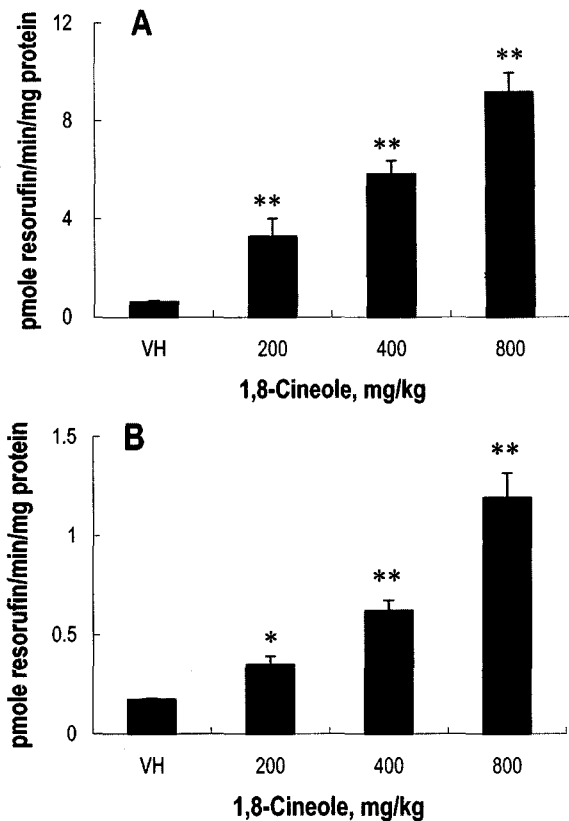 A
pmole resorufin/min/mg protein
12
8
4
0
**
**
**
VH 200 400 800
1,8-Cineole, mg/kg
B
pmole resorufin/min/mg protein
1.5
1
0.5
0
*
**
**
VH 200 400 800
1,8-Cineole, mg/kg